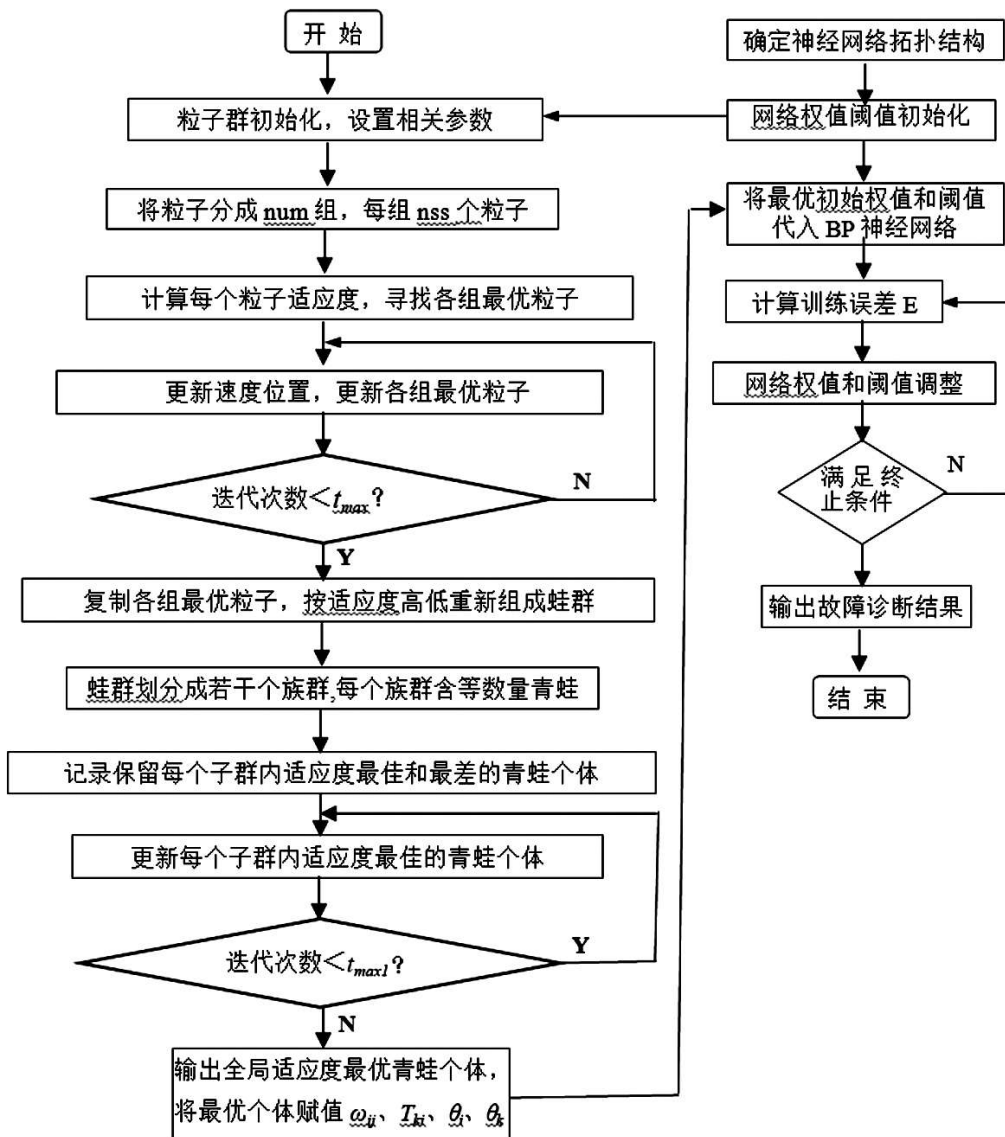 开 始
粒子群初始化，设置相关参数
将粒子分成 num 组，每组 nss 个粒子
计算每个粒子适应度，寻找各组最优粒子
更新速度位置，更新各组最优粒子
迭代次数＜tmax？
N
Y
复制各组最优粒子，按适应度高低重新组成蛙群
蛙群划分成若干个族群,每个族群含等数量青蛙
记录保留每个子群内适应度最佳和最差的青蛙个体
更新每个子群内适应度最佳的青蛙个体
迭代次数＜tmax1？
Y
N
输出全局适应度最优青蛙个体，
将最优个体赋值 ωij、Tki、θi、θk
确定神经网络拓扑结构
网络权值阈值初始化
将最优初始权值和阈值
代入 BP 神经网络
计算训练误差 E
网络权值和阈值调整
满 足 终
止条件
N
输出故障诊断结果
结 束